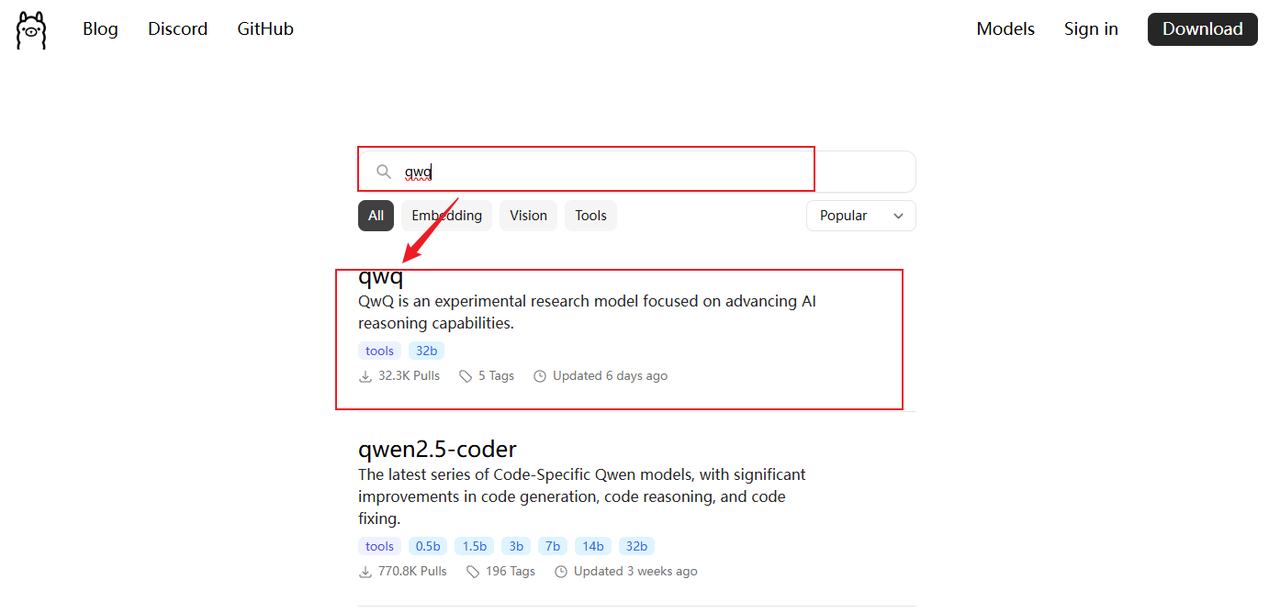 Blog Discord GitHub Models Sign in Download
qwq
All Embedding Vision Tools Popular
qwq
QwQ is an experimental research model focused on advancing AI
reasoning capabilities.
tools 32b
32.3K Pulls 5 Tags Updated 6 days ago
qwen2.5-coder
The latest series of Code-Specific Qwen models, with significant
improvements in code generation, code reasoning, and code
fixing.
tools 0.5b 1.5b 3b 7b 14b 32b
770.8K Pulls 196 Tags Updated 3 weeks ago